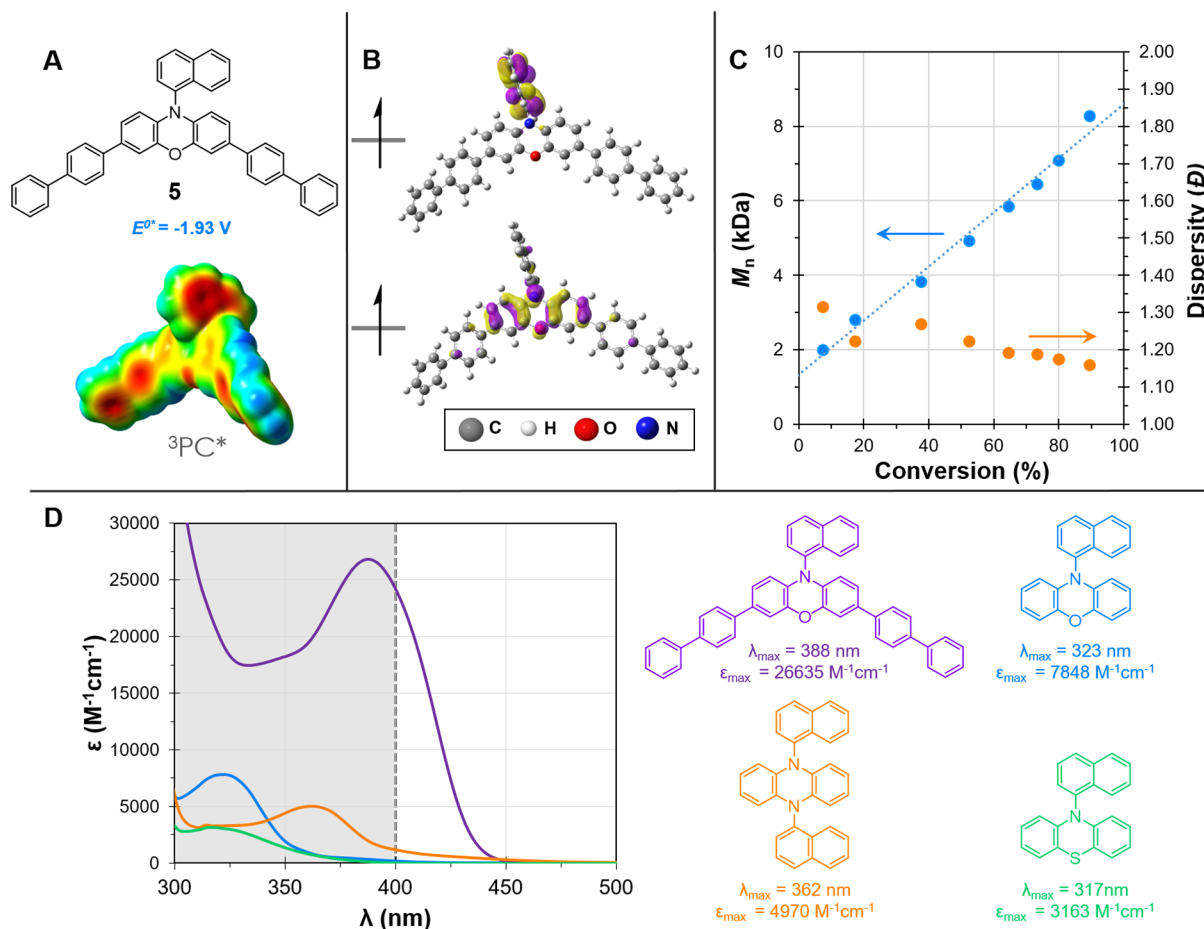 A
N
O
5
E⁰* = -1.93 V
³PC*
B
C H O N
C
10
8
6
4
2
0
Mn (kDa)
2.00
1.90
1.80
1.70
1.60
1.50
1.40
1.30
1.20
1.10
1.00
Dispersity (Đ)
0 20 40 60 80 100
Conversion (%)
D
30000
25000
20000
15000
10000
5000
0
ε (M⁻¹cm⁻¹)
300 350 400 450 500
λ (nm)
N
O
λmax = 388 nm
εmax = 26635 M⁻¹cm⁻¹
N
O
λmax = 323 nm
εmax = 7848 M⁻¹cm⁻¹
N
N
λmax = 362 nm
εmax = 4970 M⁻¹cm⁻¹
N
S
λmax = 317nm
εmax = 3163 M⁻¹cm⁻¹